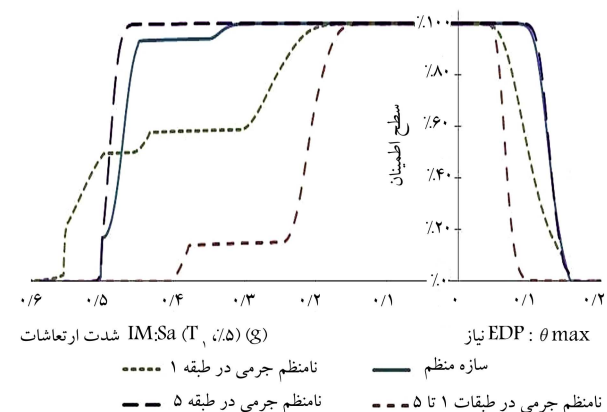 ٪۱۰۰
٪۸۰
٪۶۰
٪۴۰
٪۲۰
٪۰
سطح اطمینان
۰/۶ ۰/۵ ۰/۴ ۰/۳ ۰/۲ ۰/۱ ۰ ۰/۱ ۰/۲
شدت ارتعاشات IM:Sa (T۱،٪۵) (g)
نیاز EDP : θ max
نامنظم جرمی در طبقه ۱
سازه منظم
نامنظم جرمی در طبقه ۵
نامنظم جرمی در طبقات ۱ تا ۵